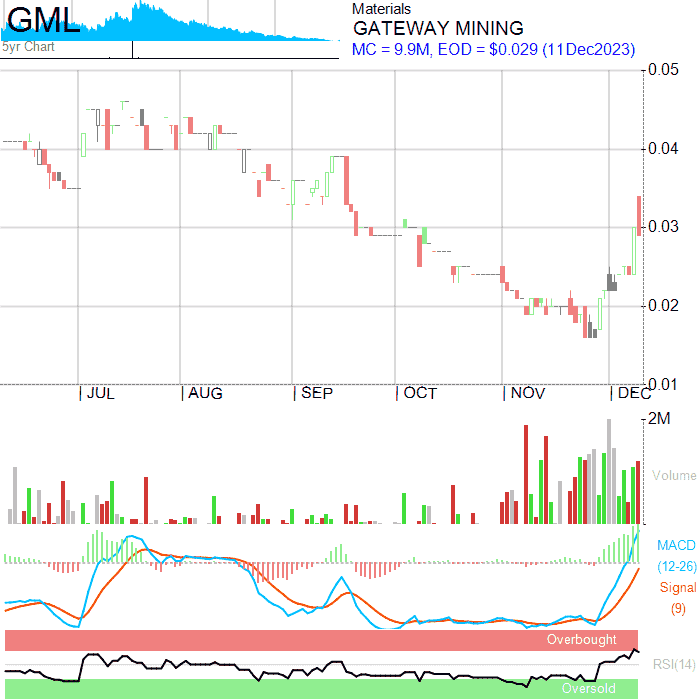 GML
5yr Chart
Materials
GATEWAY MINING
MC = 9.9M, EOD = $0.029 (11Dec2023)
0.05
0.04
0.03
0.02
0.01
JUL AUG SEP OCT NOV DEC
2M
Volume
MACD
(12-26)
Signal
(9)
Overbought
RSI(14)
Oversold